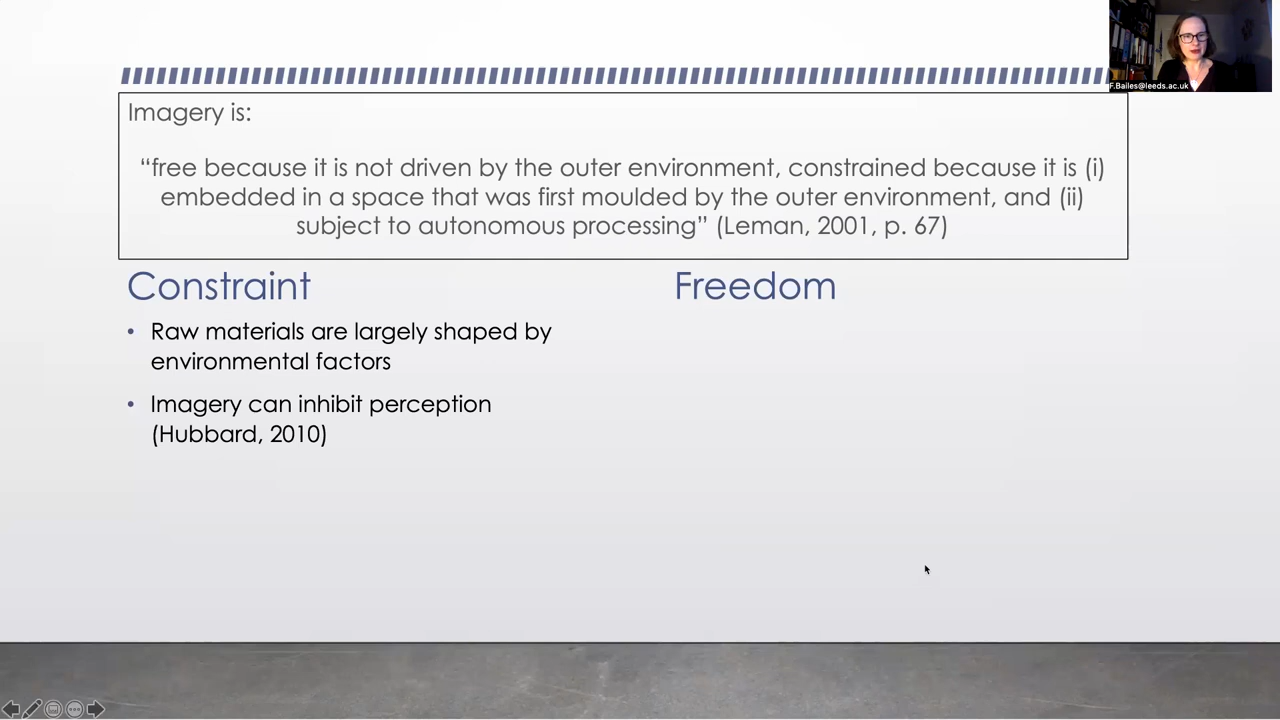 F.Bailes@leeds.ac.uk
Imagery is:
“free because it is not driven by the outer environment, constrained because it is (i)
embedded in a space that was first moulded by the outer environment, and (ii)
subject to autonomous processing” (Leman, 2001, p. 67)
Constraint
• Raw materials are largely shaped by
environmental factors
• Imagery can inhibit perception
(Hubbard, 2010)
Freedom